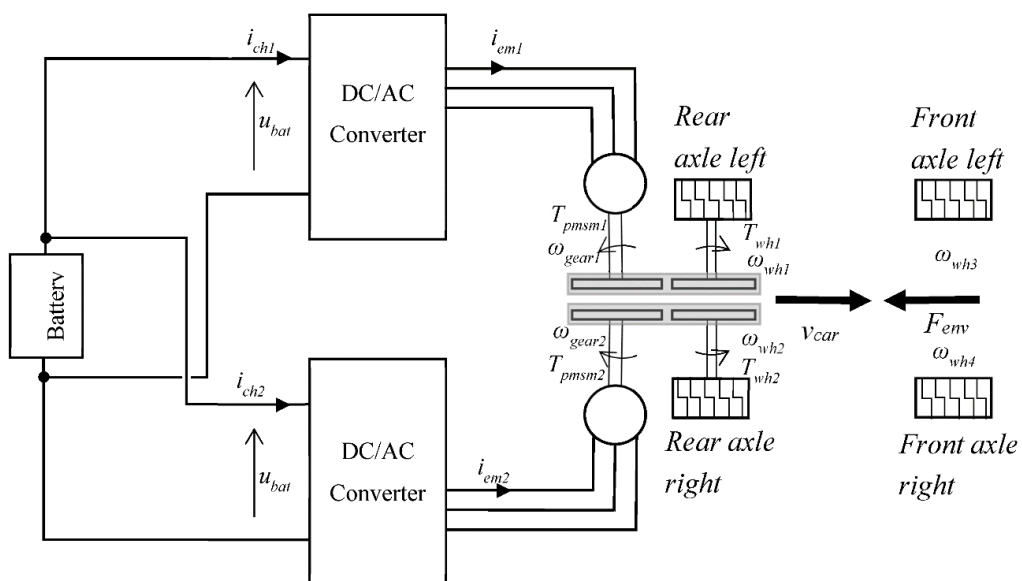 i_ch1
i_em1
DC/AC
Converter
u_bat
Rear
axle left
Front
axle left
T_pmsm1
ω_gear1
T_wh1
ω_wh1
ω_wh3
Battery
v_car
F_env
ω_gear2
T_pmsm2
ω_wh2
T_wh2
ω_wh4
i_ch2
DC/AC
Converter
u_bat
i_em2
Rear axle
right
Front axle
right